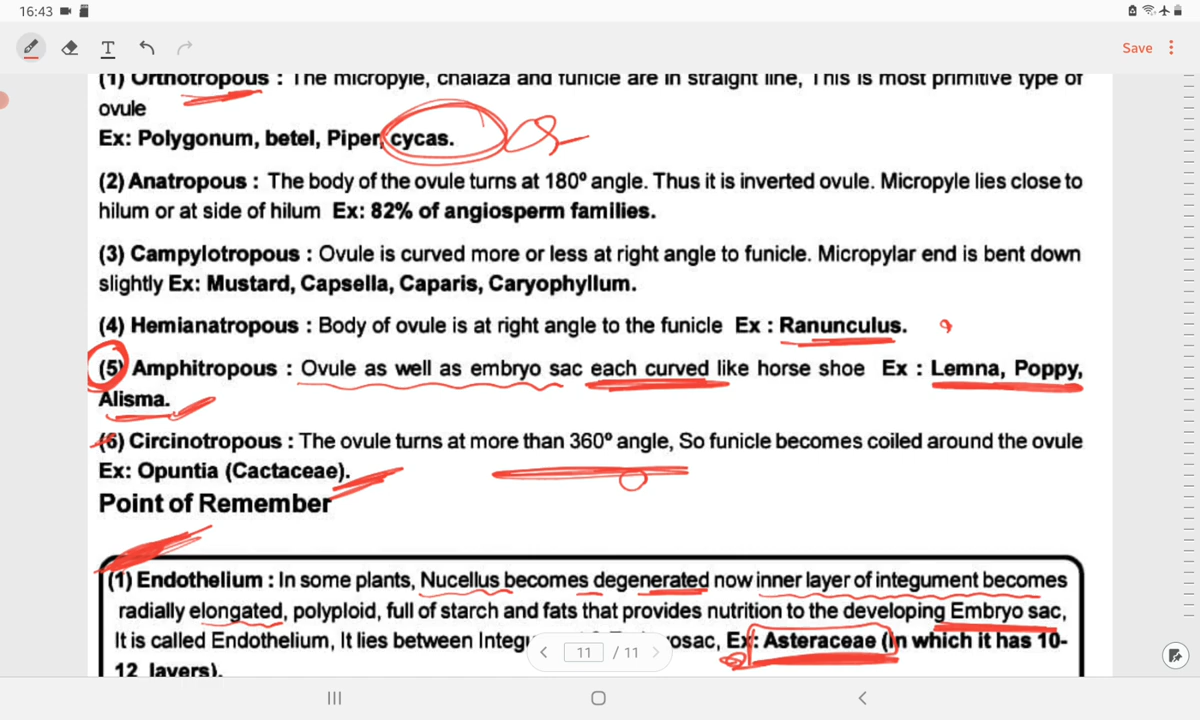 16:43
Save
(1) Orthotropous : The micropyle, chalaza and funicle are in straight line, This is most primitive type of
ovule
Ex: Polygonum, betel, Piper, cycas.
(2) Anatropous : The body of the ovule turns at 180º angle. Thus it is inverted ovule. Micropyle lies close to
hilum or at side of hilum Ex: 82% of angiosperm families.
(3) Campylotropous : Ovule is curved more or less at right angle to funicle. Micropylar end is bent down
slightly Ex: Mustard, Capsella, Caparis, Caryophyllum.
(4) Hemianatropous : Body of ovule is at right angle to the funicle Ex : Ranunculus.
(5) Amphitropous : Ovule as well as embryo sac each curved like horse shoe Ex : Lemna, Poppy,
Alisma.
(6) Circinotropous : The ovule turns at more than 360º angle, So funicle becomes coiled around the ovule
Ex: Opuntia (Cactaceae).
Point of Remember
(1) Endothelium : In some plants, Nucellus becomes degenerated now inner layer of integument becomes
radially elongated, polyploid, full of starch and fats that provides nutrition to the developing Embryo sac,
It is called Endothelium, It lies between Ex: Asteraceae (in which it has 10-
12 layers).
11 / 11